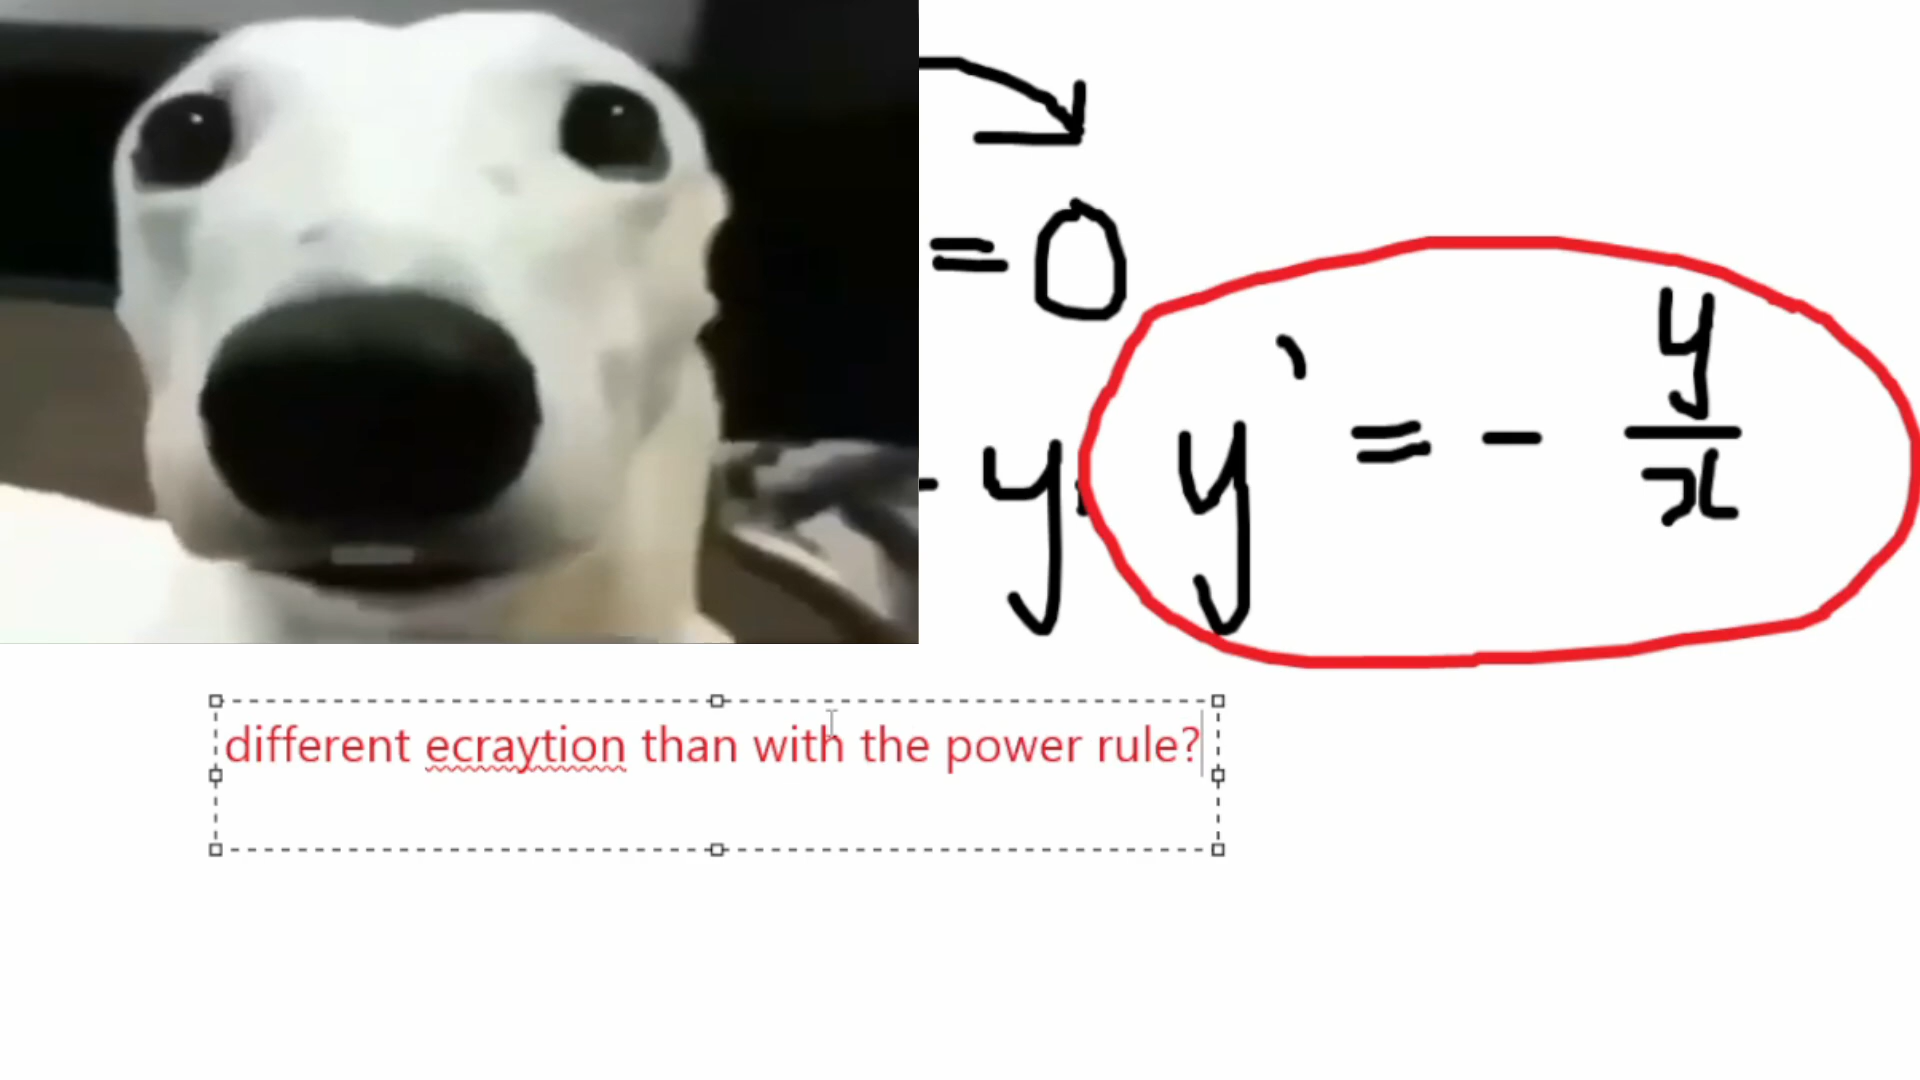 = 0
- y
y' = - y/x
different ecraytion than with the power rule?